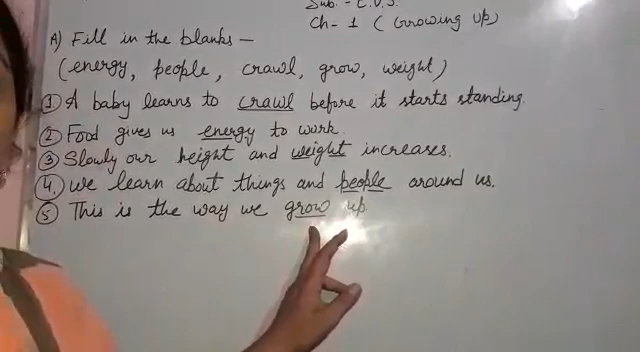 Sub. - E.V.S.
Ch- 1 ( Growing up)
A) Fill in the blanks —
(energy, people, crawl, grow, weight)
① A baby learns to crawl before it starts standing.
② Food gives us energy to work.
③ Slowly our height and weight increases.
④. We learn about things and people around us.
⑤ This is the way we grow up.